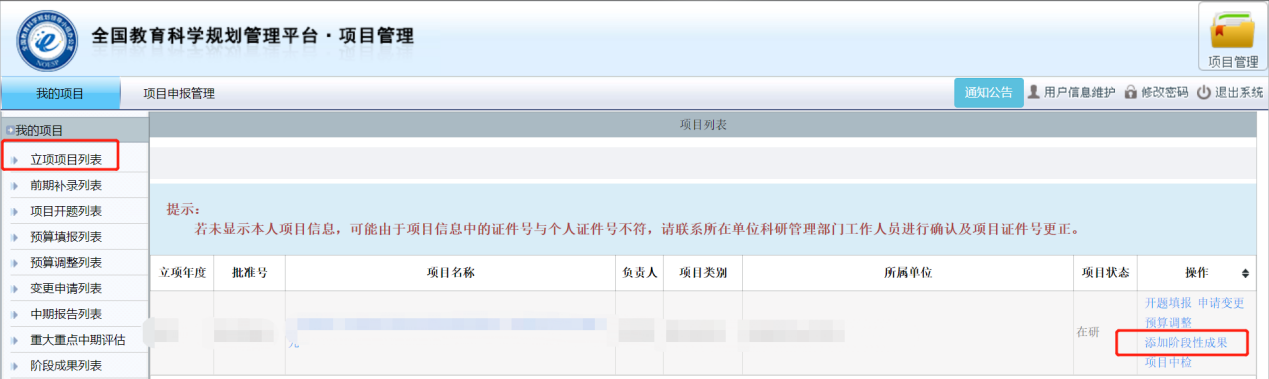 全国教育科学规划管理平台·项目管理
项目管理
我的项目 项目申报管理 通知公告 用户信息维护 修改密码 退出系统
我的项目
项目列表
立项项目列表
前期补录列表
项目开题列表
预算填报列表
预算调整列表
变更申请列表
中期报告列表
重大重点中期评估
阶段成果列表
提示:
若未显示本人项目信息，可能由于项目信息中的证件号与个人证件号不符，请联系所在单位科研管理部门工作人员进行确认及项目证件号更正。
立项年度 批准号 项目名称 负责人 项目类别 所属单位 项目状态 操作
在研
开题填报 申请变更
预算调整
添加阶段性成果
项目中检